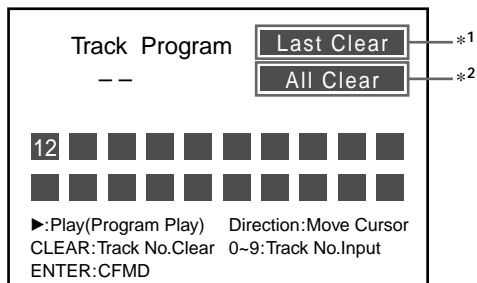 Track Program
Last Clear
*1
– –
All Clear
*2
12
►:Play(Program Play) Direction:Move Cursor
CLEAR:Track No.Clear 0~9:Track No.Input
ENTER:CFMD